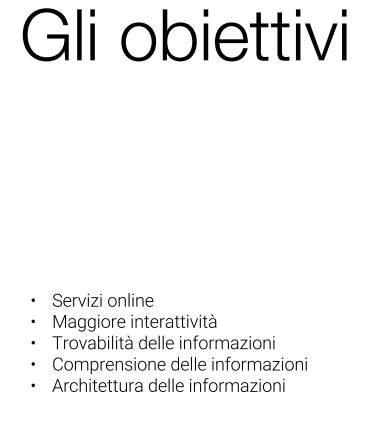 Gli obiettivi
• Servizi online
• Maggiore interattività
• Trovabilità delle informazioni
• Comprensione delle informazioni
• Architettura delle informazioni